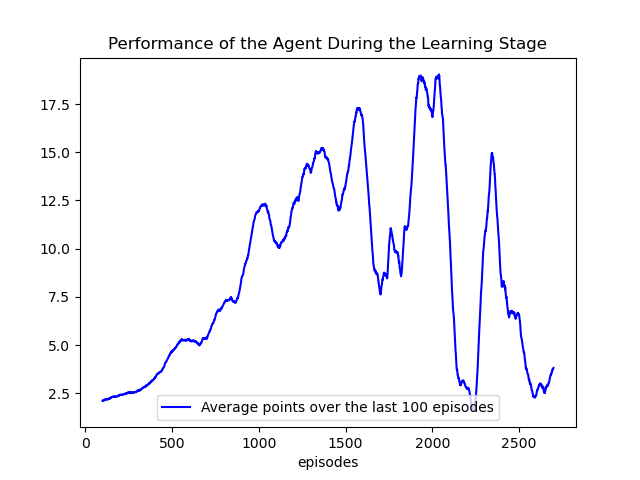 Performance of the Agent During the Learning Stage
17.5
15.0
12.5
10.0
7.5
5.0
2.5
Average points over the last 100 episodes
0 500 1000 1500 2000 2500
episodes